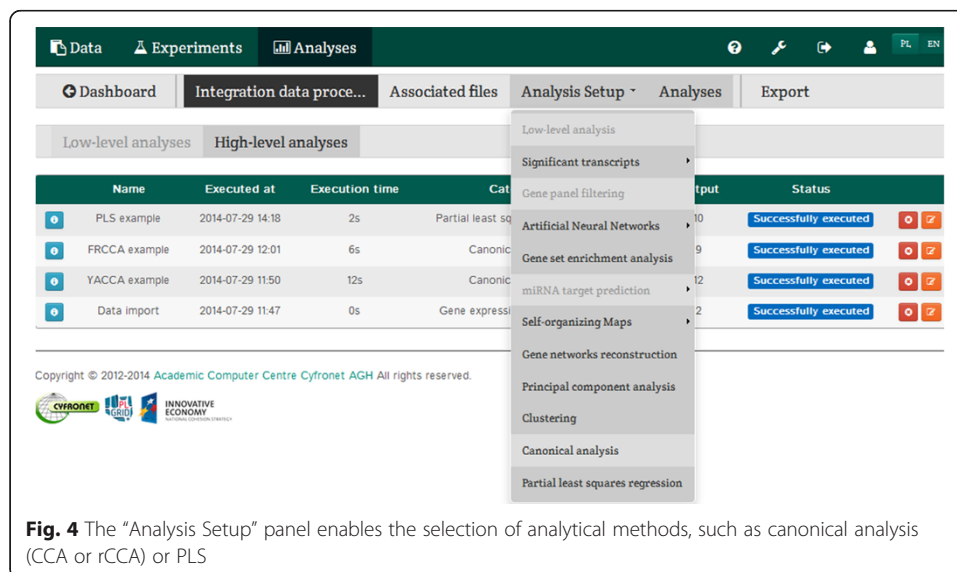 Data Experiments Analyses PL EN
Dashboard Integration data proce... Associated files Analysis Setup Analyses Export
Low-level analyses High-level analyses
Low-level analysis
Significant transcripts
Gene panel filtering
Artificial Neural Networks
Gene set enrichment analysis
miRNA target prediction
Self-organizing Maps
Gene networks reconstruction
Principal component analysis
Clustering
Canonical analysis
Partial least squares regression
Name Executed at Execution time Cat tput Status
PLS example 2014-07-29 14:18 2s Partial least sq 10 Successfully executed
FRCCA example 2014-07-29 12:01 6s Canonic 9 Successfully executed
YACCA example 2014-07-29 11:50 12s Canonic 12 Successfully executed
Data import 2014-07-29 11:47 0s Gene expressi 2 Successfully executed
Copyright © 2012-2014 Academic Computer Centre Cyfronet AGH All rights reserved.
CYFRONET PL GRID INNOVATIVE
ECONOMY
NATIONAL COHESION STRATEGY
Fig. 4 The “Analysis Setup” panel enables the selection of analytical methods, such as canonical analysis
(CCA or rCCA) or PLS